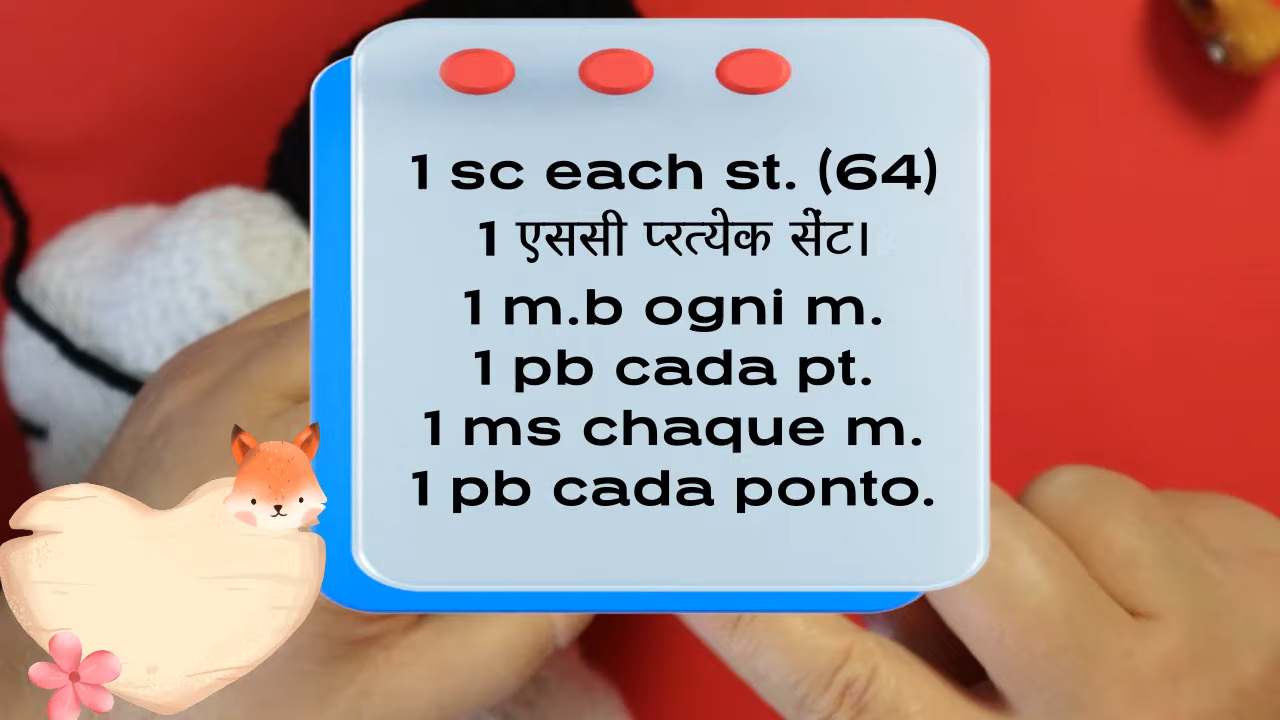 1 sc each st. (64)
1 एससी प्रत्येक सेंट।
1 m.b ogni m.
1 pb cada pt.
1 ms chaque m.
1 pb cada ponto.